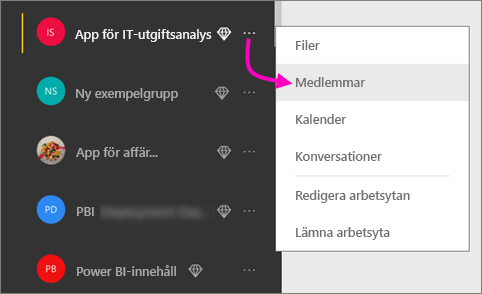 IS App för IT-utgiftsanalys ...
NS Ny exempelgrupp ...
App för affär... ...
PD PBI ...
PB Power BI-innehåll ...
Filer
Medlemmar
Kalender
Konversationer
Redigera arbetsytan
Lämna arbetsyta